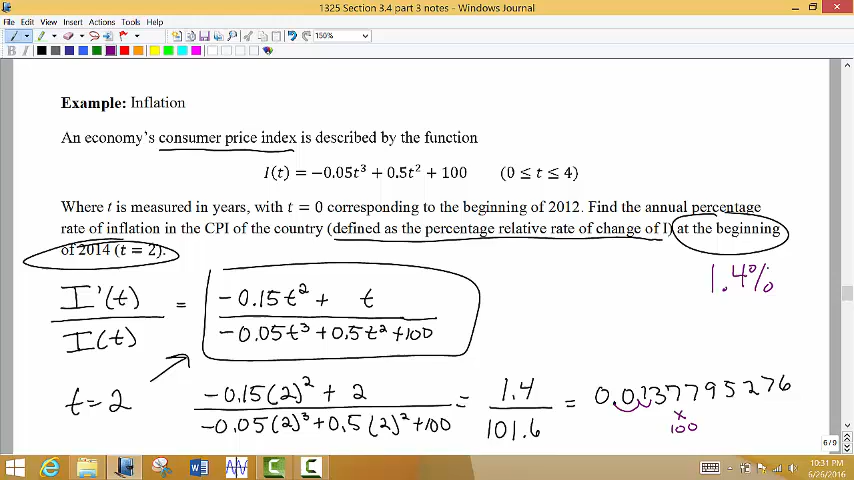 1325 Section 3.4 part 3 notes - Windows Journal
File Edit View Insert Actions Tools Help
150%
B I
Example: Inflation
An economy's consumer price index is described by the function
I(t) = −0.05t³ + 0.5t² + 100 (0 ≤ t ≤ 4)
Where t is measured in years, with t = 0 corresponding to the beginning of 2012. Find the annual percentage
rate of inflation in the CPI of the country (defined as the percentage relative rate of change of I) at the beginning
of 2014 (t = 2).
1.4%
I'(t) = -0.15t² + t
I(t) -0.05t³ + 0.5t² + 100
t = 2
-0.15(2)² + 2 = 1.4 = 0.0137795276
-0.05(2)³ + 0.5(2)² + 100 101.6
x
100
6/9
10:31 PM
6/26/2016